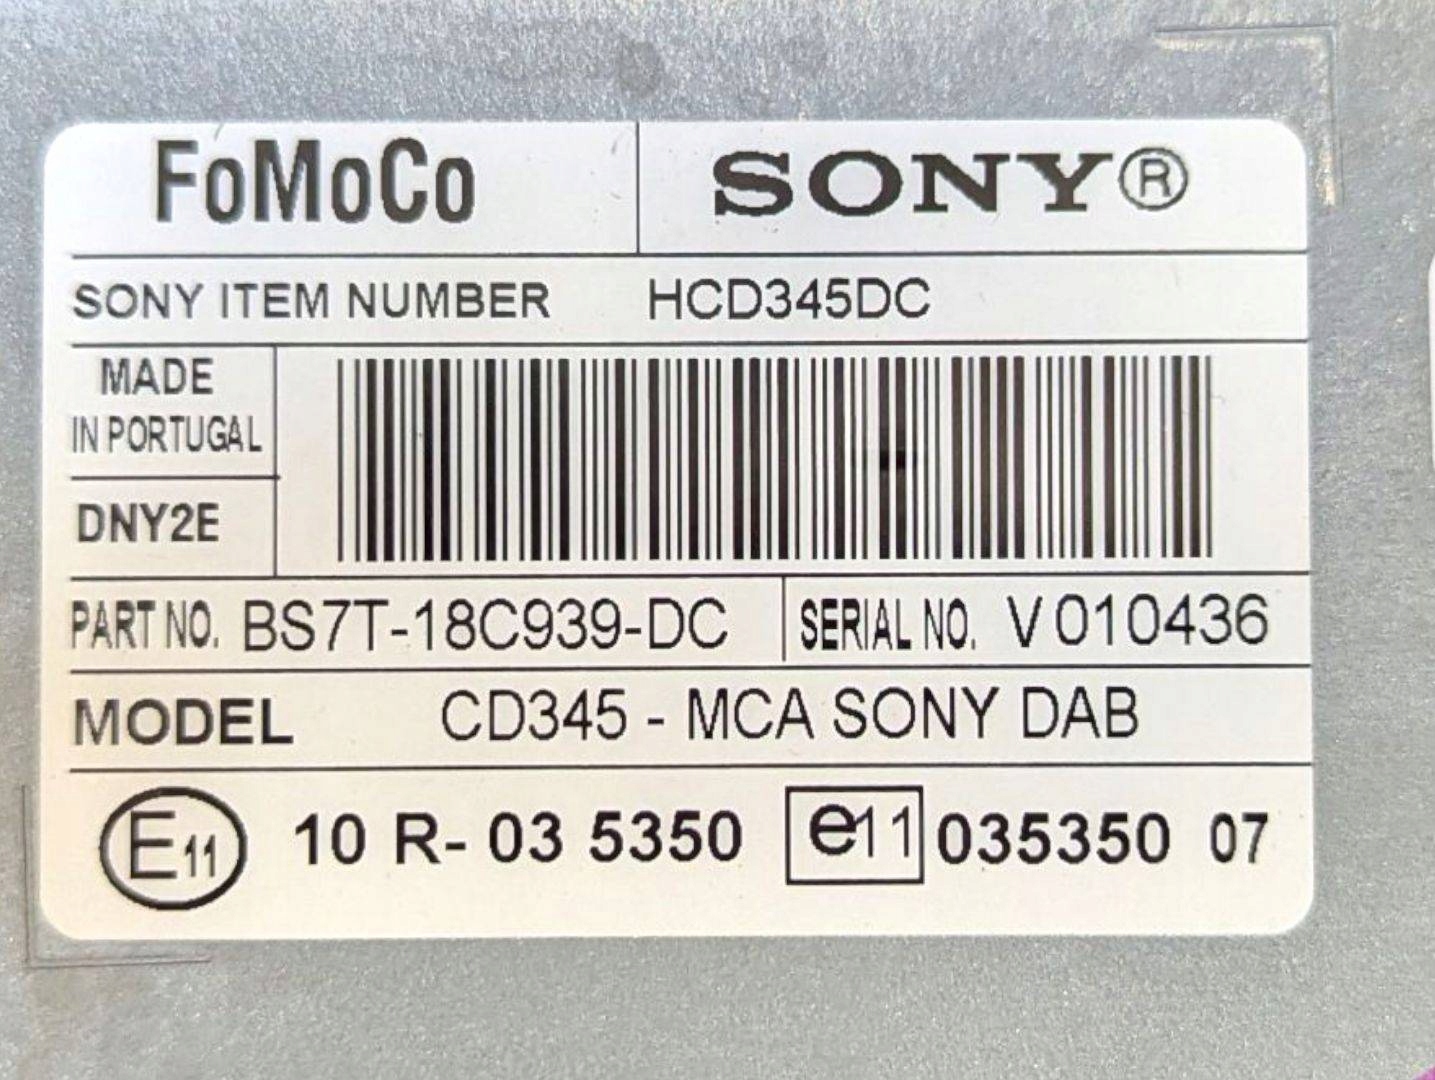 FoMoCo SONY®
SONY ITEM NUMBER HCD345DC
MADE
IN PORTUGAL
DNY2E
PART NO. BS7T-18C939-DC SERIAL NO. V010436
MODEL CD345 - MCA SONY DAB
E11 10 R- 03 5350 e11 035350 07